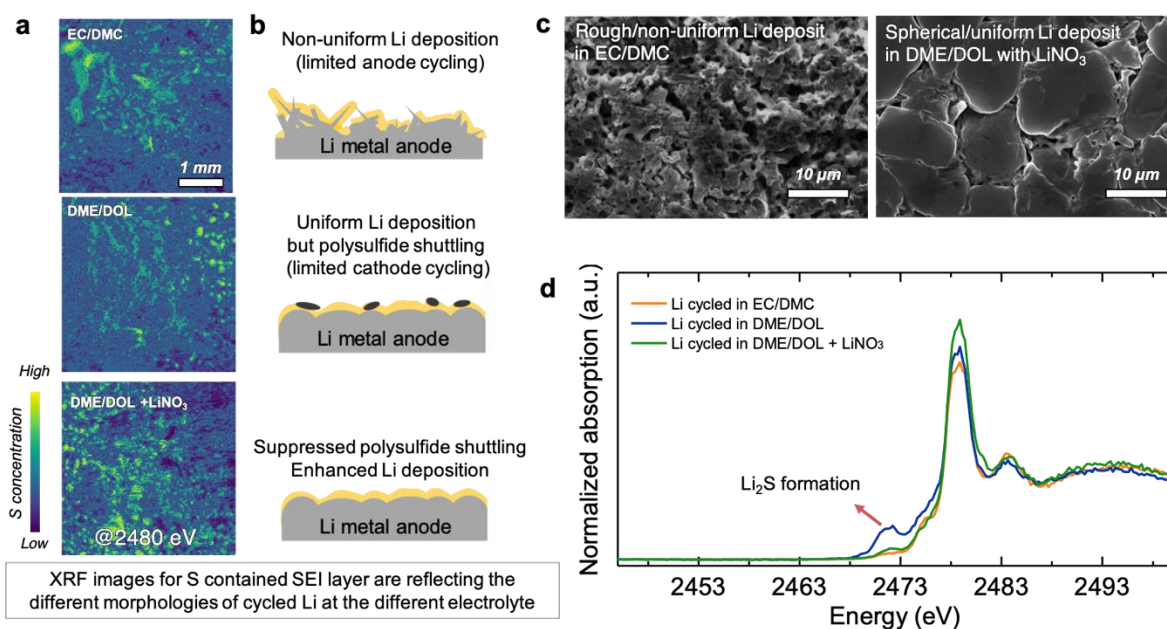 a
EC/DMC
1 mm
DME/DOL
DME/DOL +LiNO₃
@2480 eV
High
S concentration
Low
b
Non-uniform Li deposition
(limited anode cycling)
Li metal anode
Uniform Li deposition
but polysulfide shuttling
(limited cathode cycling)
Li metal anode
Suppressed polysulfide shuttling
Enhanced Li deposition
Li metal anode
XRF images for S contained SEI layer are reflecting the
different morphologies of cycled Li at the different electrolyte
c
Rough/non-uniform Li deposit
in EC/DMC
10 μm
Spherical/uniform Li deposit
in DME/DOL with LiNO₃
10 μm
d
Normalized absorption (a.u.)
Li cycled in EC/DMC
Li cycled in DME/DOL
Li cycled in DME/DOL + LiNO₃
Li₂S formation
2453 2463 2473 2483 2493
Energy (eV)